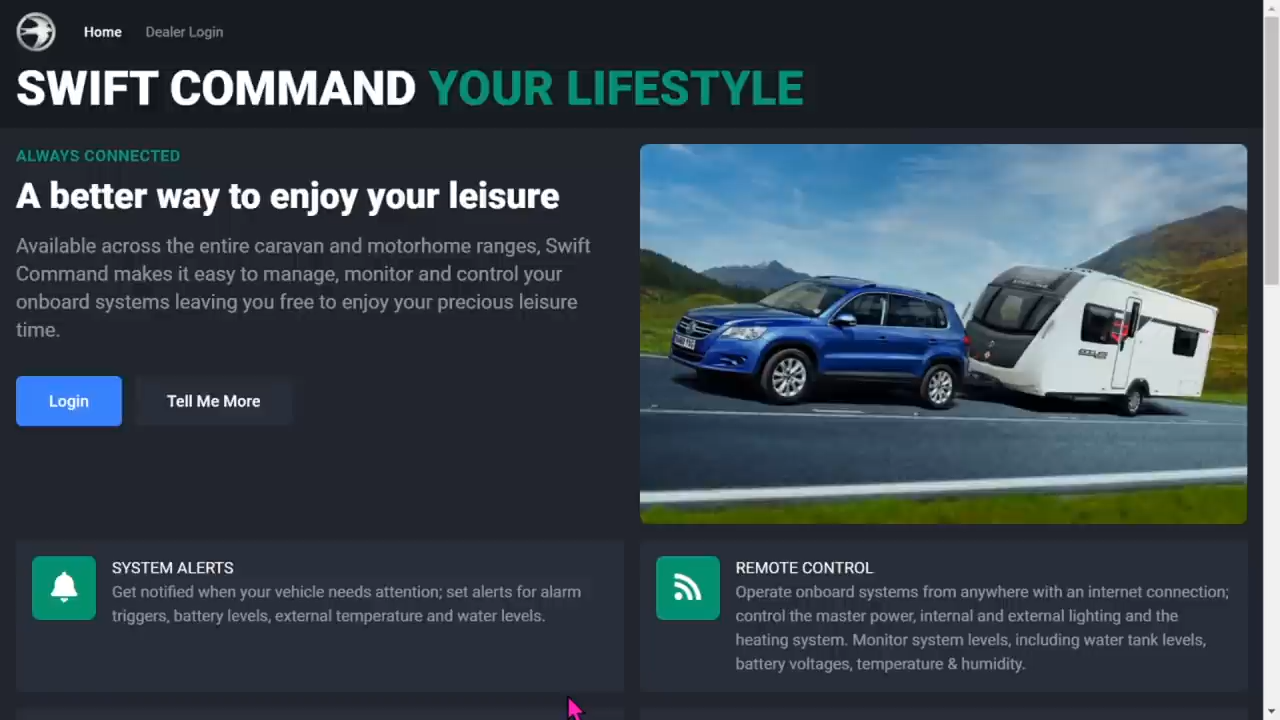 Home
Dealer Login
SWIFT COMMAND YOUR LIFESTYLE
ALWAYS CONNECTED
A better way to enjoy your leisure
Available across the entire caravan and motorhome ranges, Swift
Command makes it easy to manage, monitor and control your
onboard systems leaving you free to enjoy your precious leisure
time.
Login
Tell Me More
SYSTEM ALERTS
Get notified when your vehicle needs attention; set alerts for alarm
triggers, battery levels, external temperature and water levels.
REMOTE CONTROL
Operate onboard systems from anywhere with an internet connection;
control the master power, internal and external lighting and the
heating system. Monitor system levels, including water tank levels,
battery voltages, temperature & humidity.